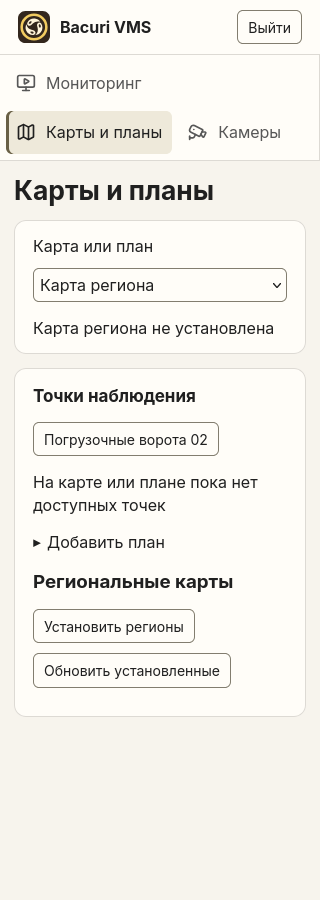 Bacuri VMS
Выйти
Мониторинг
Карты и планы
Камеры
Карты и планы
Карта или план
Карта региона
Карта региона не установлена
Точки наблюдения
Погрузочные ворота 02
На карте или плане пока нет
доступных точек
Добавить план
Региональные карты
Установить регионы
Обновить установленные